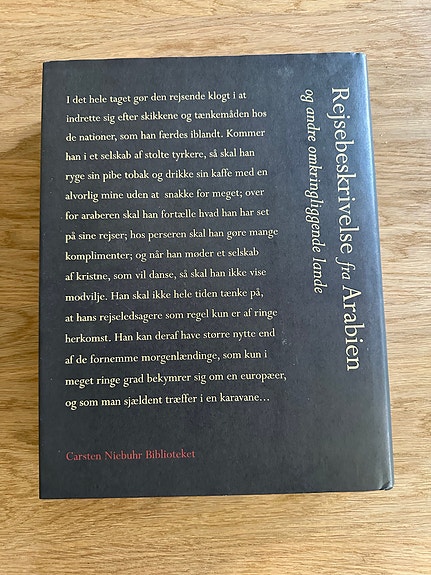 I det hele taget gør den rejsende klogt i at
indrette sig efter skikkene og tænkemåden hos
de nationer, som han færdes iblandt. Kommer
han i et selskab af stolte tyrkere, så skal han
ryge sin pibe tobak og drikke sin kaffe med en
alvorlig mine uden at snakke for meget; over
for araberen skal han fortælle hvad han har set
på sine rejser; hos perseren skal han gøre mange
komplimenter; og når han møder et selskab
af kristne, som vil danse, så skal han ikke vise
modvilje. Han skal ikke hele tiden tænke på,
at hans rejseledsagere som regel kun er af ringe
herkomst. Han kan deraf have større nytte end
af de fornemme morgenlændinge, som kun i
meget ringe grad bekymrer sig om en europæer,
og som man sjældent træffer i en karavane...
Carsten Niebuhr Biblioteket
Rejsebeskrivelse fra Arabien
og andre omkringliggende lande